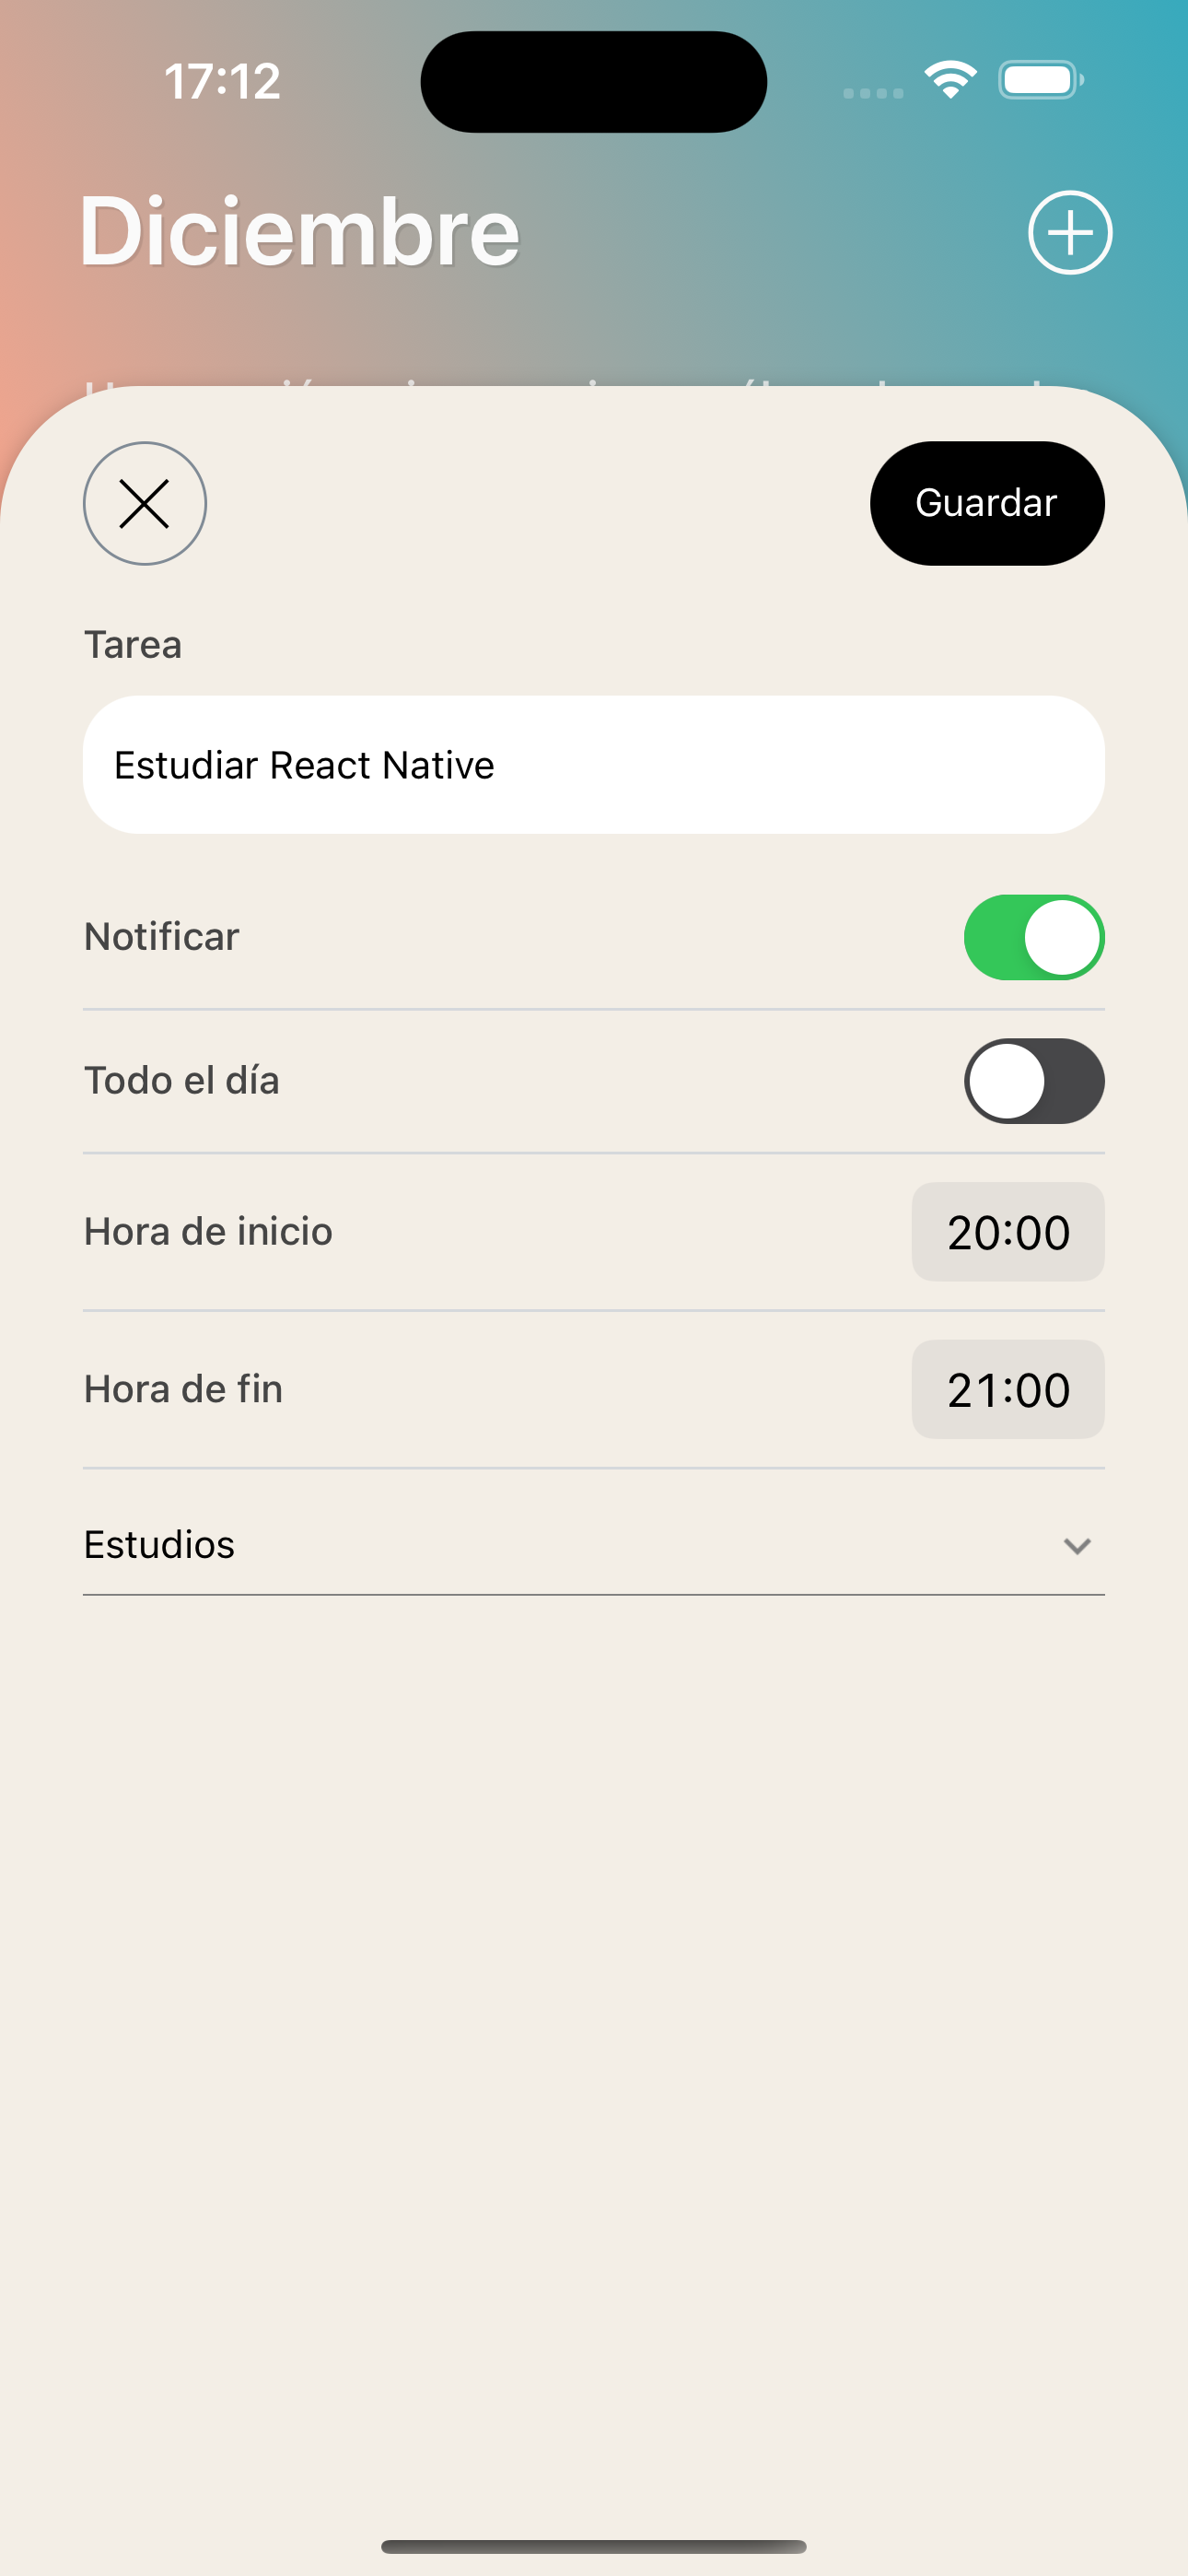 17:12
Diciembre
Guardar
Tarea
Estudiar React Native
Notificar
Todo el día
Hora de inicio
20:00
Hora de fin
21:00
Estudios